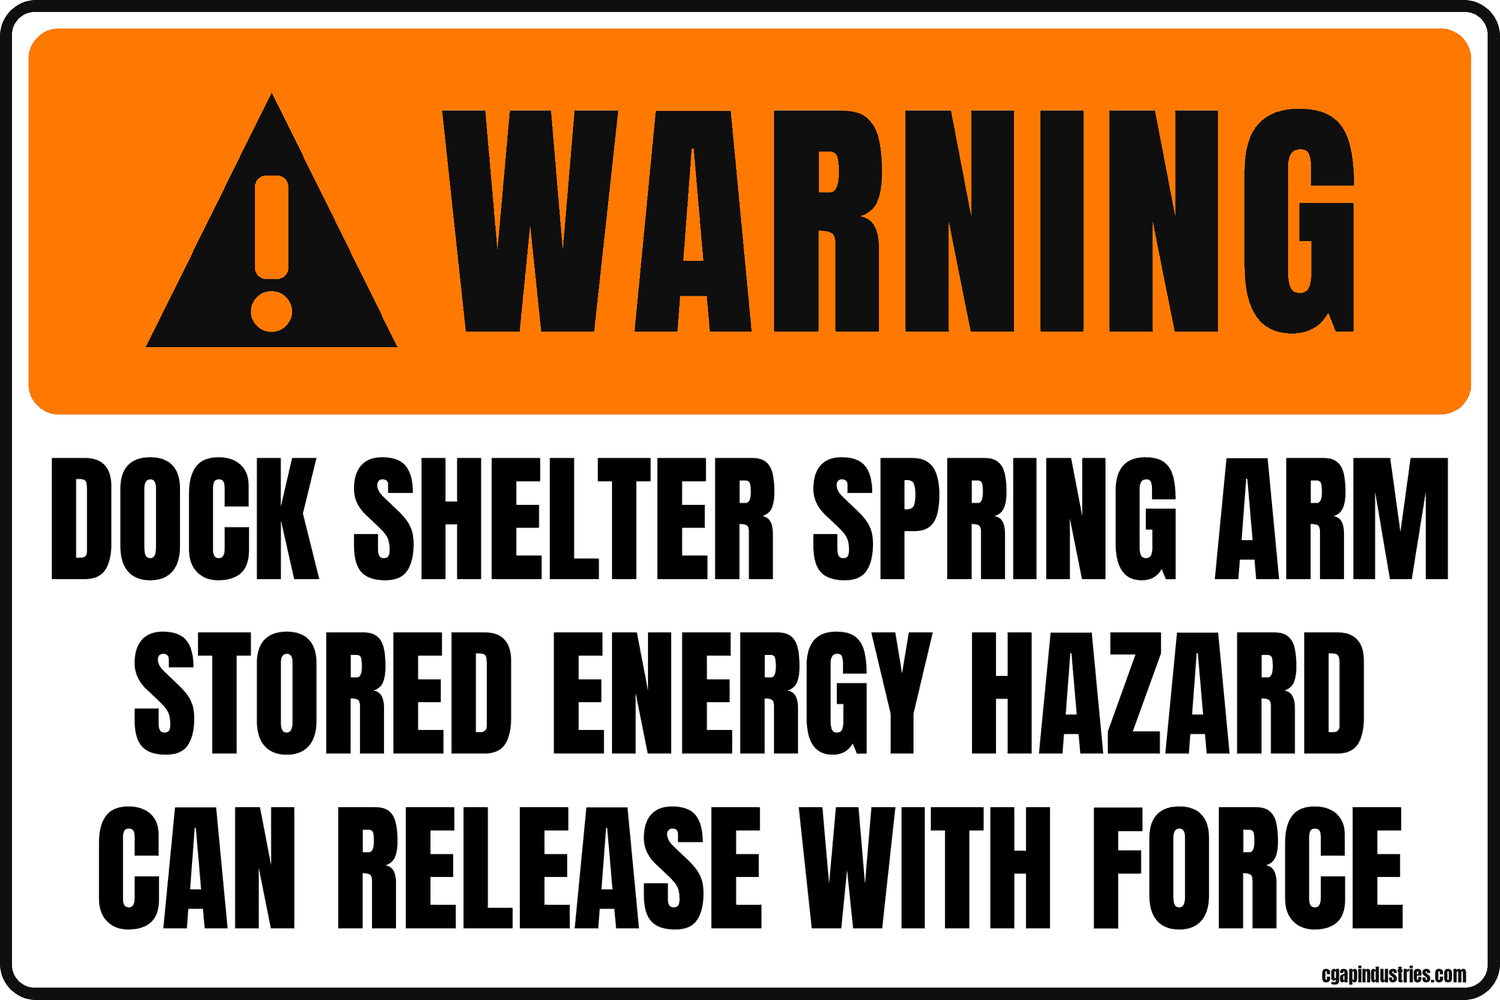 WARNING
DOCK SHELTER SPRING ARM
STORED ENERGY HAZARD
CAN RELEASE WITH FORCE
cgapindustries.com